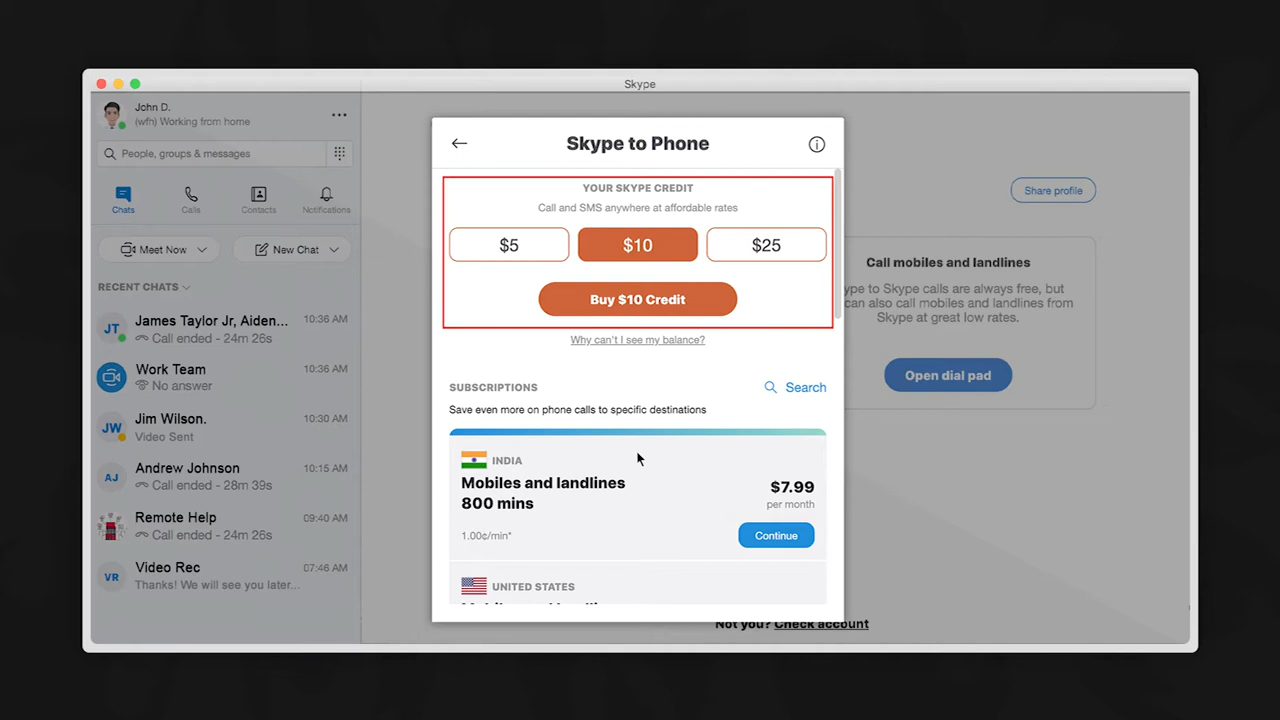 Skype
John D.
(wfh) Working from home
People, groups & messages
Chats
Calls
Contacts
Notifications
Meet Now
New Chat
RECENT CHATS
JT
James Taylor Jr, Aiden...
10:36 AM
Call ended - 24m 26s
Work Team
10:36 AM
No answer
JW
Jim Wilson.
10:30 AM
Video Sent
AJ
Andrew Johnson
10:15 AM
Call ended - 28m 39s
Remote Help
09:40 AM
Call ended - 24m 26s
VR
Video Rec
07:46 AM
Thanks! We will see you later...
Skype to Phone
YOUR SKYPE CREDIT
Call and SMS anywhere at affordable rates
$5
$10
$25
Buy $10 Credit
Why can't I see my balance?
SUBSCRIPTIONS
Search
Save even more on phone calls to specific destinations
INDIA
Mobiles and landlines
800 mins
$7.99
per month
1.00¢/min*
Continue
UNITED STATES
Share profile
Call mobiles and landlines
ype to Skype calls are always free, but
can also call mobiles and landlines from
Skype at great low rates.
Open dial pad
Not you? Check account